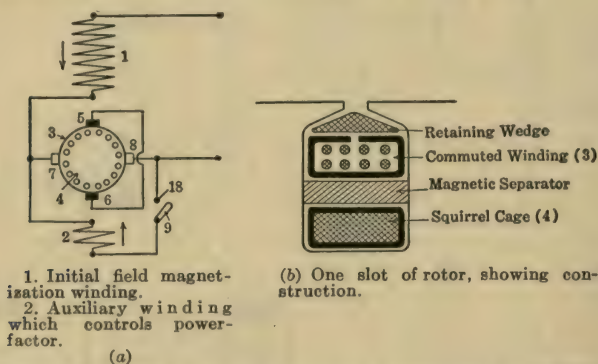 1
3
5
8
7
4
6
18
2
9
1. Initial field magnet-
ization winding.
2. Auxiliary winding
which controls power-
factor.
(a)
Retaining Wedge
Commuted Winding (3)
Magnetic Separator
Squirrel Cage (4)
(b) One slot of rotor, showing con-
struction.